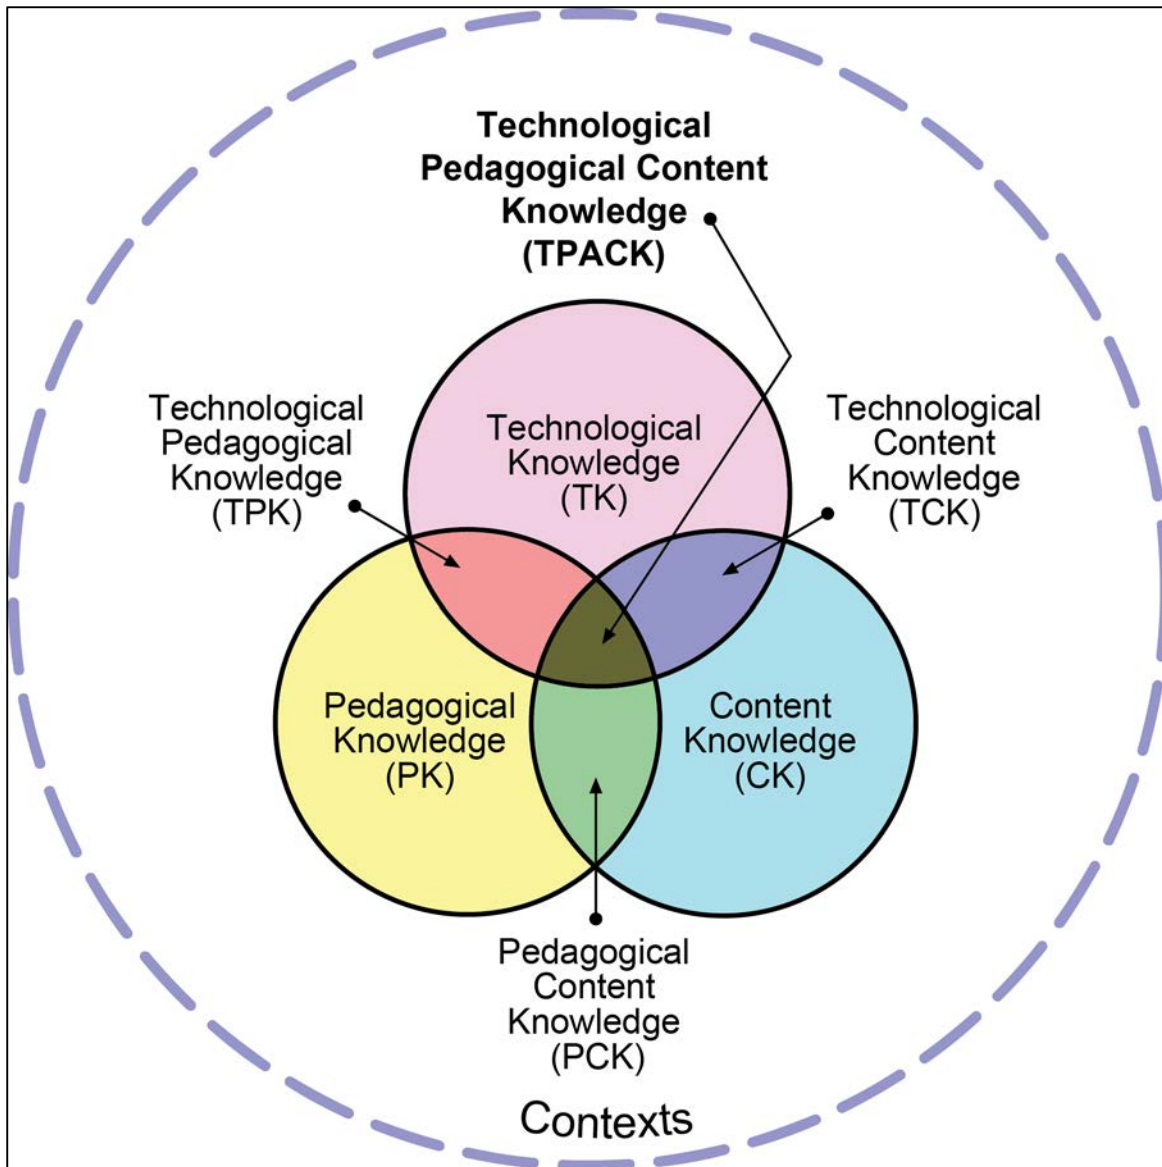 Technological
Pedagogical Content
Knowledge
(TPACK)
Technological
Pedagogical
Knowledge
(TPK)
Technological
Knowledge
(TK)
Technological
Content
Knowledge
(TCK)
Pedagogical
Knowledge
(PK)
Content
Knowledge
(CK)
Pedagogical
Content
Knowledge
(PCK)
Contexts